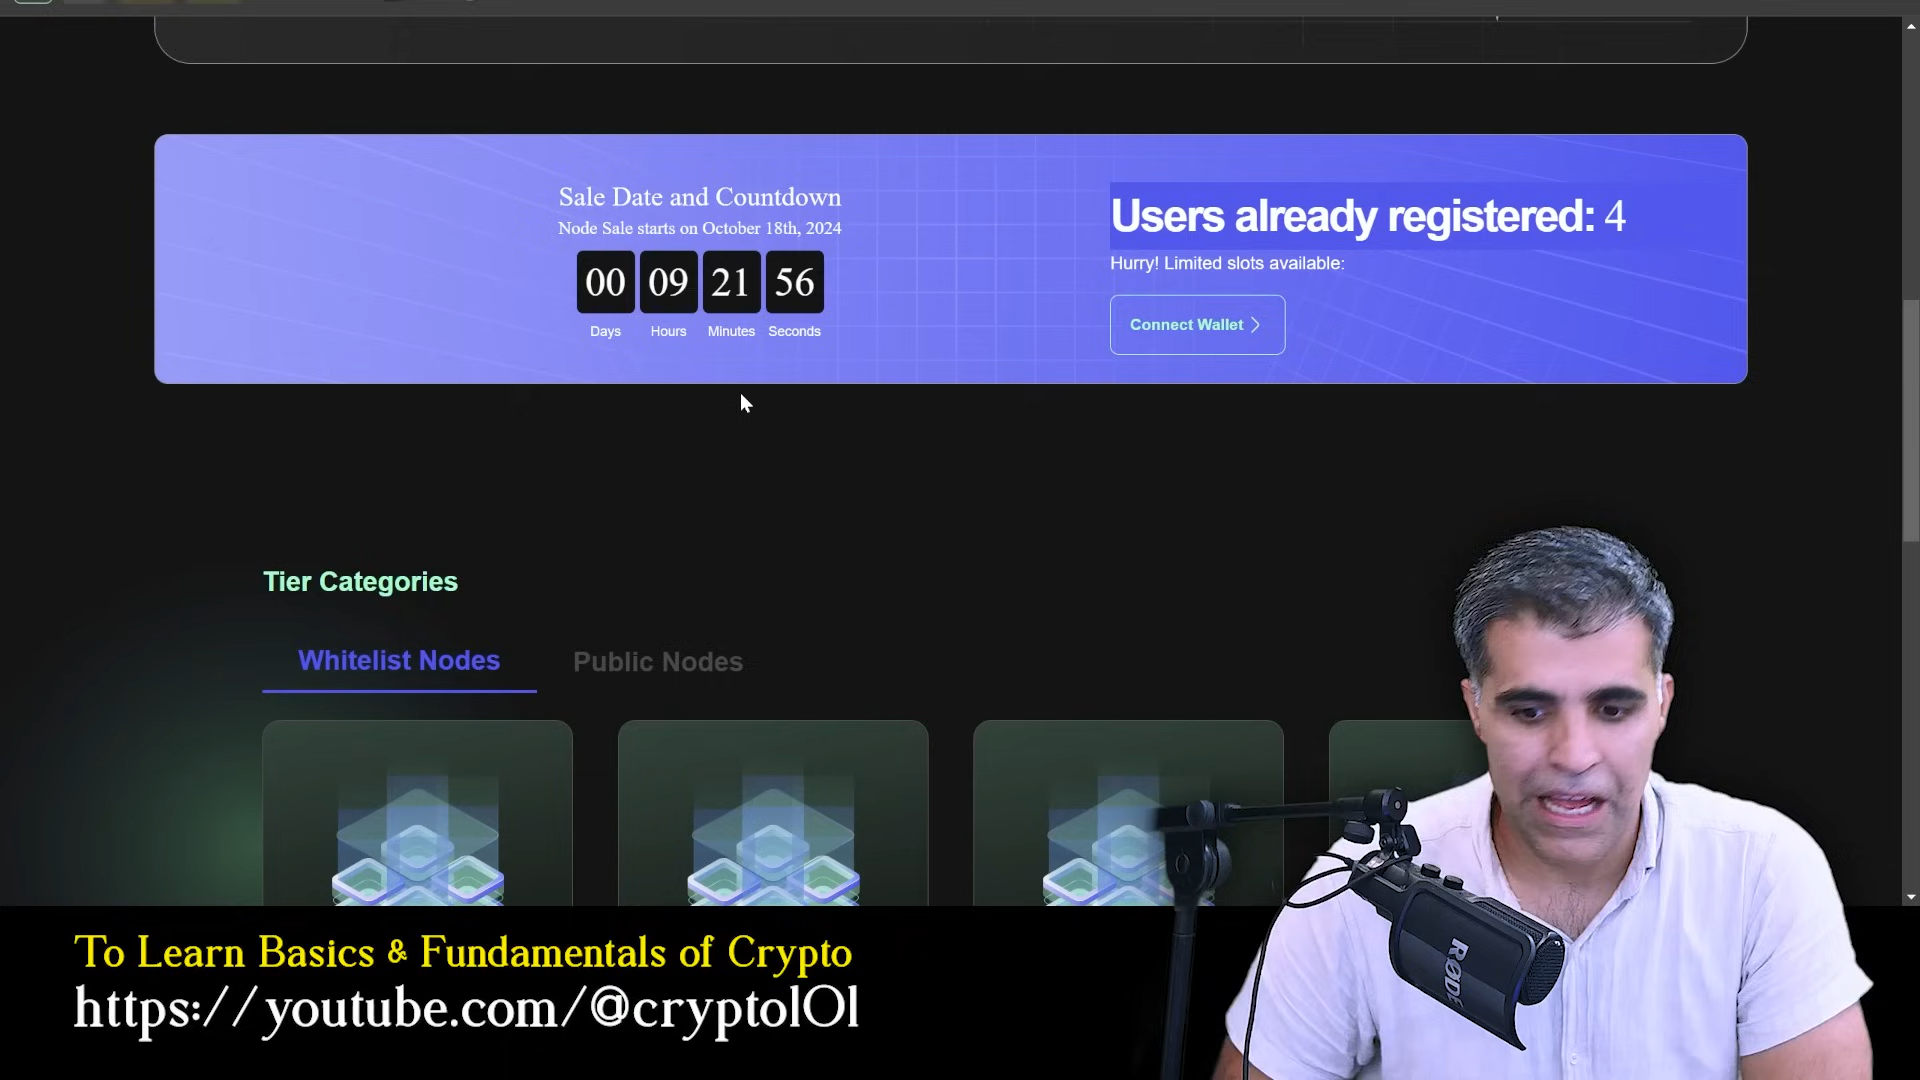 Sale Date and Countdown
Node Sale starts on October 18th, 2024
00 09 21 56
Days Hours Minutes Seconds
Users already registered: 4
Hurry! Limited slots available:
Connect Wallet
Tier Categories
Whitelist Nodes Public Nodes
RØDE
To Learn Basics & Fundamentals of Crypto
https://youtube.com/@crypto101